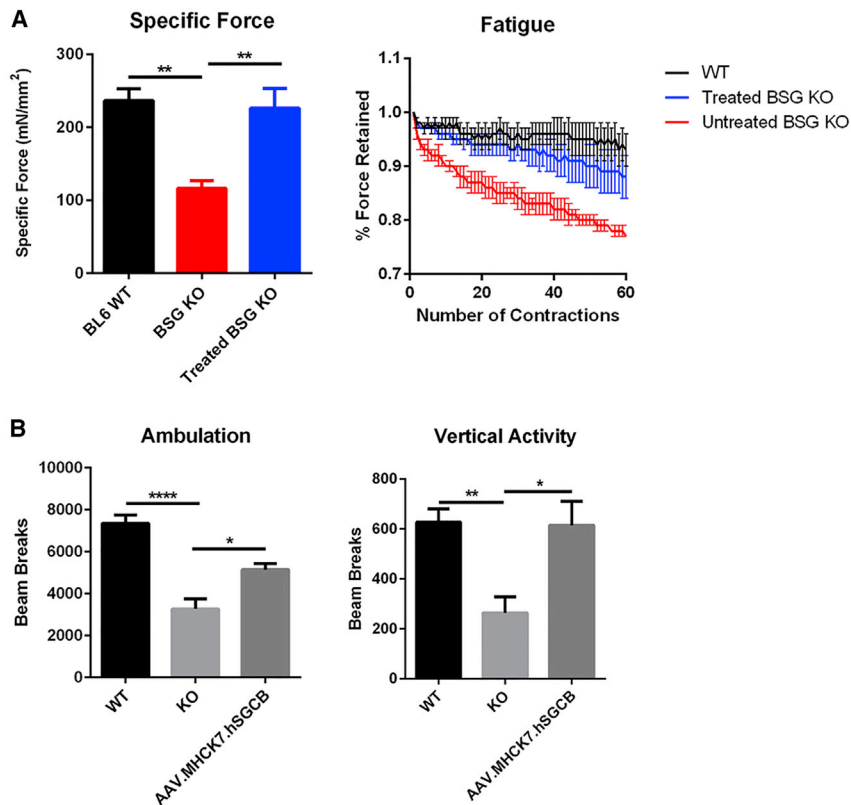 A
Specific Force
Specific Force (mN/mm²)
300
200
100
0
**
**
BL6 WT
BSG KO
Treated BSG KO
Fatigue
% Force Retained
1.1
1.0
0.9
0.8
0.7
0
20
40
60
Number of Contractions
WT
Treated BSG KO
Untreated BSG KO
B
Ambulation
Beam Breaks
10000
8000
6000
4000
2000
0
****
*
WT
KO
AAV.MHCK7.hSGCB
Vertical Activity
Beam Breaks
800
600
400
200
0
**
*
WT
KO
AAV.MHCK7.hSGCB